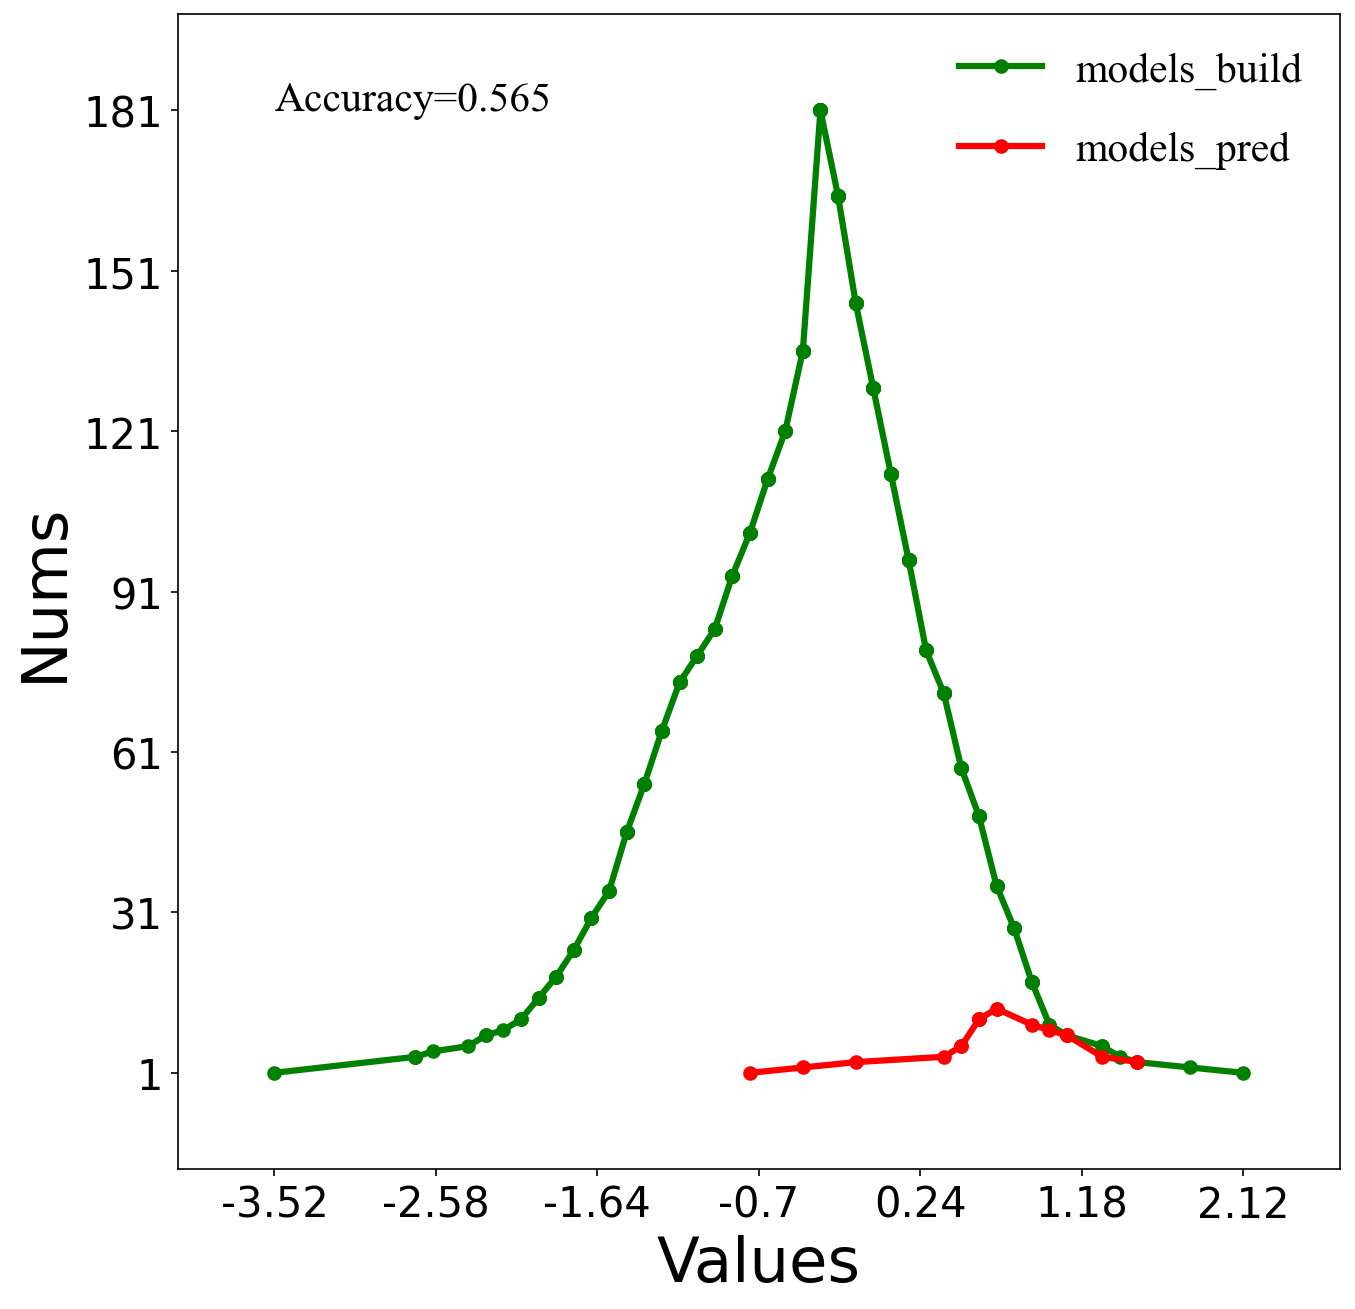 Accuracy=0.565
models_build
models_pred
Nums
181
151
121
91
61
31
1
-3.52
-2.58
-1.64
-0.7
0.24
1.18
2.12
Values